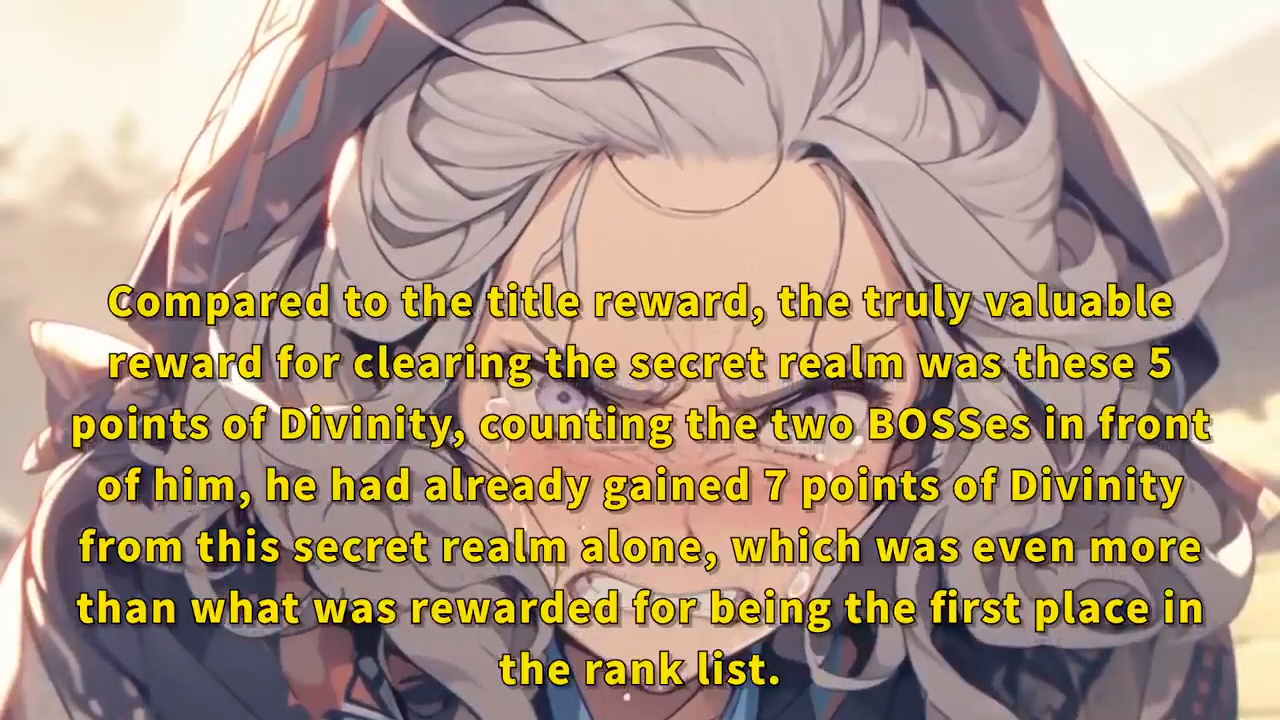 Compared to the title reward, the truly valuable
reward for clearing the secret realm was these 5
points of Divinity, counting the two BOSSes in front
of him, he had already gained 7 points of Divinity
from this secret realm alone, which was even more
than what was rewarded for being the first place in
the rank list.